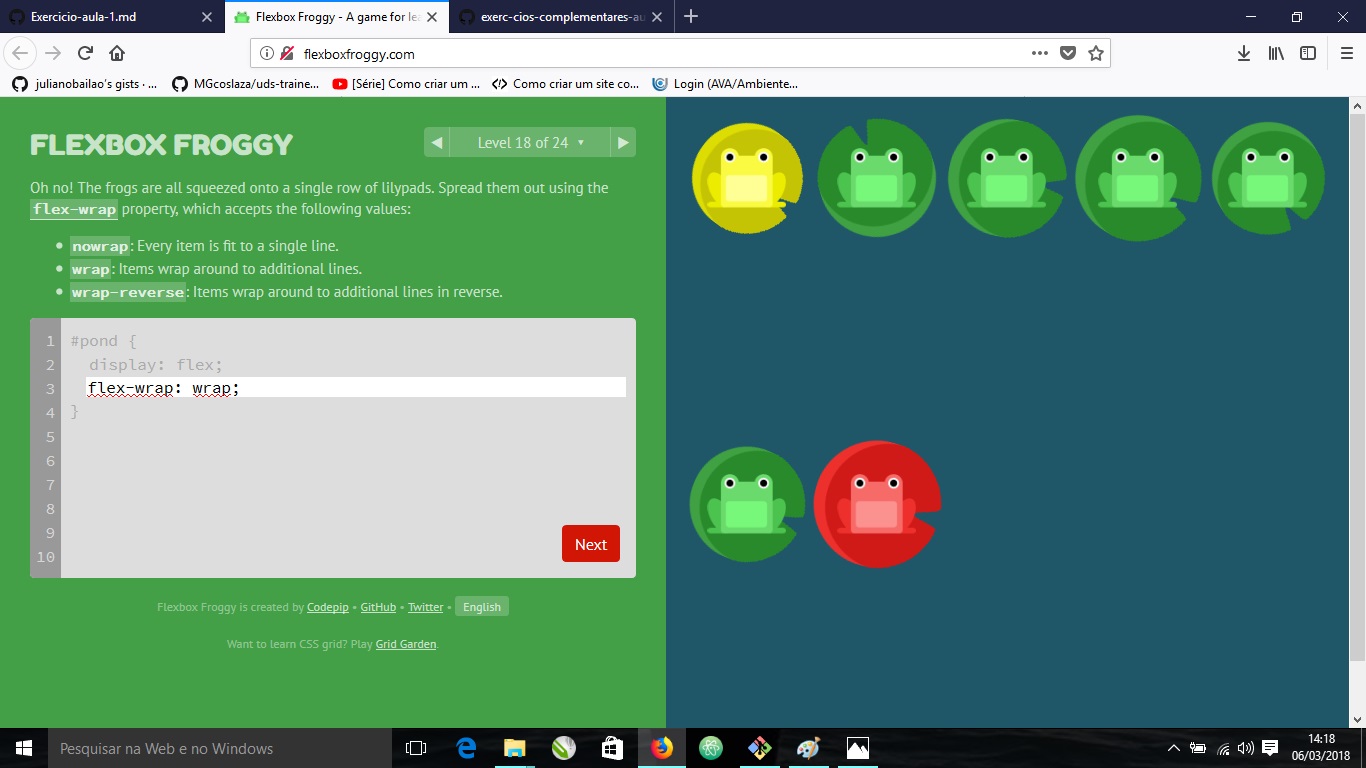 Exercicio-aula-1.md
Flexbox Froggy - A game for lea
exerc-cios-complementares-au
flexboxfroggy.com
julianobailao's gists · ...
MGcoslaza/uds-traine...
[Série] Como criar um ...
Como criar um site co...
Login (AVA/Ambiente...
FLEXBOX FROGGY
Level 18 of 24
Oh no! The frogs are all squeezed onto a single row of lilypads. Spread them out using the
flex-wrap property, which accepts the following values:
• nowrap: Every item is fit to a single line.
• wrap: Items wrap around to additional lines.
• wrap-reverse: Items wrap around to additional lines in reverse.
1 #pond {
2 display: flex;
3 flex-wrap: wrap;
4 }
5
6
7
8
9
10
Next
Flexbox Froggy is created by Codepip • GitHub • Twitter • English
Want to learn CSS grid? Play Grid Garden.
Pesquisar na Web e no Windows
14:18
06/03/2018